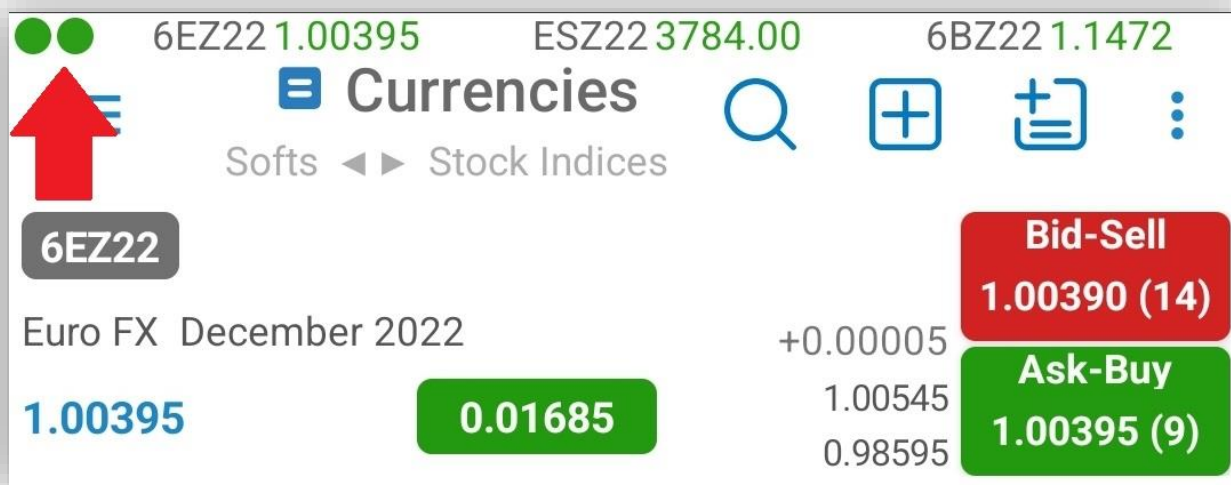 6EZ22 1.00395 ESZ22 3784.00 6BZ22 1.1472
Currencies
Softs ◄ ► Stock Indices
6EZ22
Bid-Sell
1.00390 (14)
Euro FX December 2022
+0.00005
Ask-Buy
1.00395
0.01685
1.00545
0.98595
1.00395 (9)